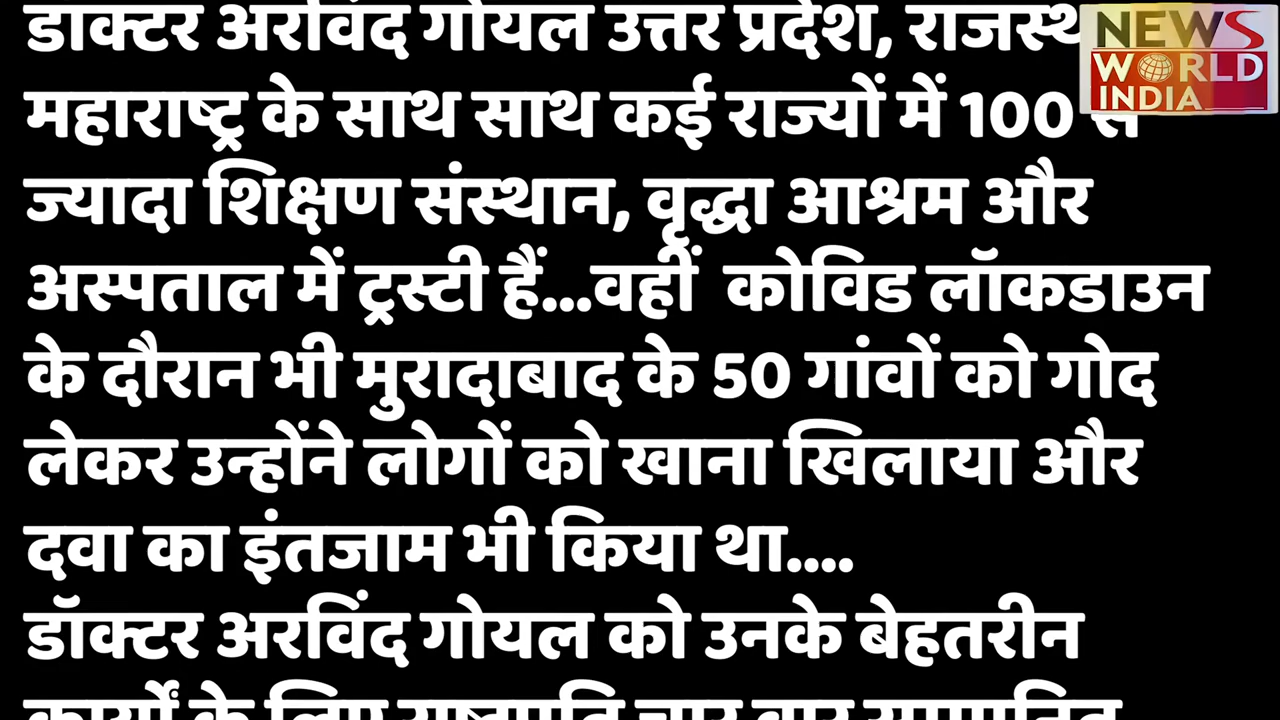 डॉक्टर अरविंद गोयल उत्तर प्रदेश,
NEWS
WORLD
INDIA
महाराष्ट्र के साथ साथ कई राज्यों में 100 से
ज्यादा शिक्षण संस्थान, वृद्धा आश्रम और
अस्पताल में ट्रस्टी हैं...वहीं कोविड लॉकडाउन
के दौरान भी मुरादाबाद के 50 गांवों को गोद
लेकर उन्होंने लोगों को खाना खिलाया और
दवा का इंतजाम भी किया था....
डॉक्टर अरविंद गोयल को उनके बेहतरीन